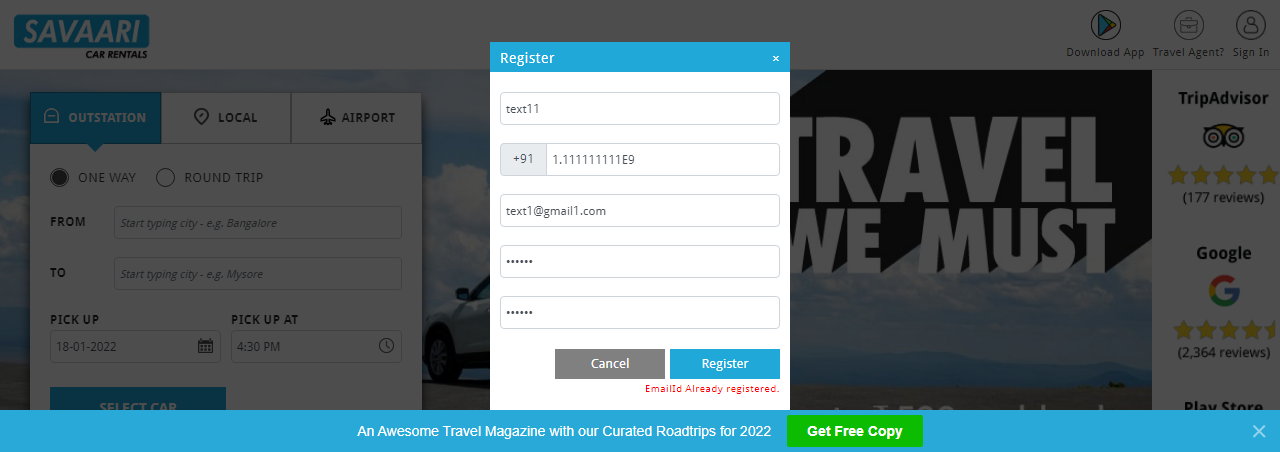 SAVAARI
CAR RENTALS
Download App
Travel Agent?
Sign In
Register
×
text11
+91
1.111111111E9
text1@gmail1.com
••••••
••••••
Cancel
Register
EmailId Already registered.
OUTSTATION
LOCAL
AIRPORT
ONE WAY
ROUND TRIP
FROM
Start typing city - e.g. Bangalore
TO
Start typing city - e.g. Mysore
PICK UP
PICK UP AT
18-01-2022
4:30 PM
SELECT CAR
TRAVEL
WE MUST
TripAdvisor
(177 reviews)
Google
(2,364 reviews)
Play Store
An Awesome Travel Magazine with our Curated Roadtrips for 2022
Get Free Copy